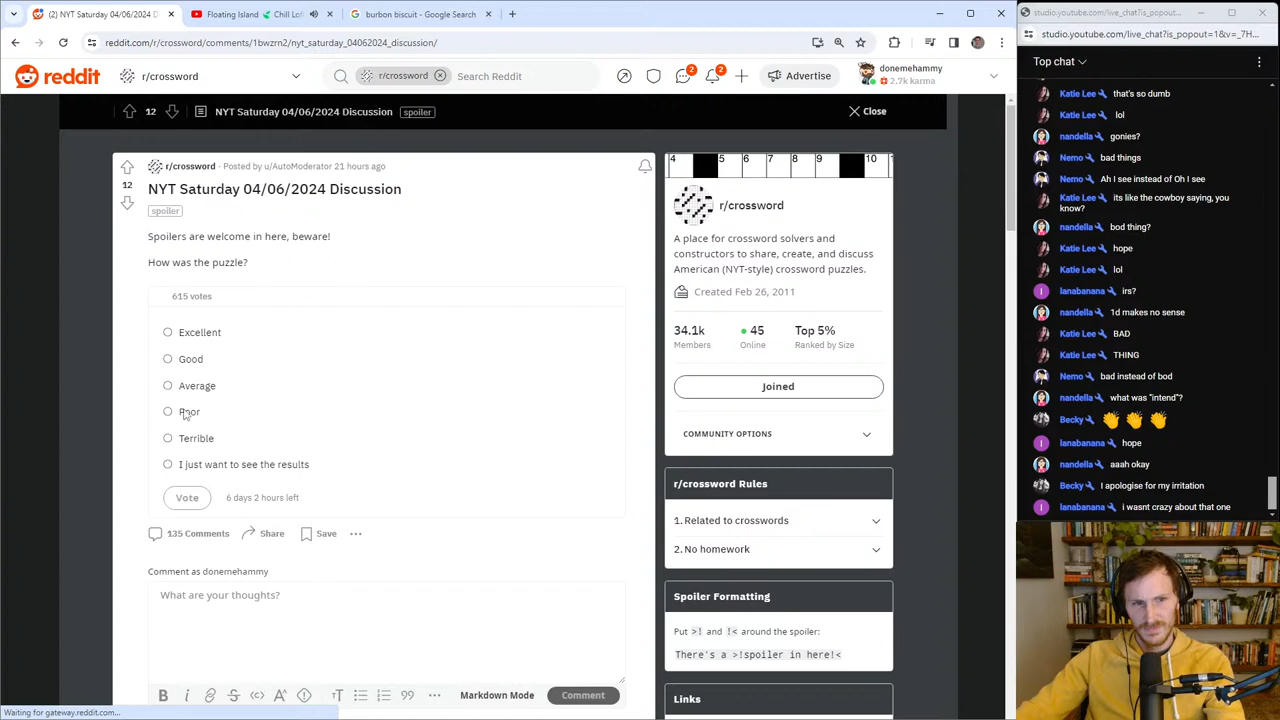 (2) NYT Saturday 04/06/2024 Disc
Floating Island
Chill Lof
burbon biscuit - Google Search
studio.youtube.com/live_chat?is_popout...
reddit.com/r/crossword/comments/1bwzrn2/nyt_saturday_04062024_discussion/
studio.youtube.com/live_chat?is_popout=1&v=_7H...
reddit
r/crossword
r/crossword
Search Reddit
2
2
Advertise
donemehammy
2.7k karma
Top chat
12
NYT Saturday 04/06/2024 Discussion
spoiler
Close
r/crossword · Posted by u/AutoModerator 21 hours ago
12
NYT Saturday 04/06/2024 Discussion
spoiler
Spoilers are welcome in here, beware!
How was the puzzle?
615 votes
Excellent
Good
Average
Poor
Terrible
I just want to see the results
Vote
6 days 2 hours left
135 Comments
Share
Save
Comment as donemehammy
What are your thoughts?
Markdown Mode
Comment
Waiting for gateway.reddit.com...
4 5 6 7 8 9 10
r/crossword
A place for crossword solvers and
constructors to share, create, and discuss
American (NYT-style) crossword puzzles.
Created Feb 26, 2011
34.1k
45
Top 5%
Members
Online
Ranked by Size
Joined
COMMUNITY OPTIONS
r/crossword Rules
1. Related to crosswords
2. No homework
Spoiler Formatting
Put >! and !< around the spoiler:
There's a >!spoiler in here!<
Links
Katie Lee that's so dumb
Katie Lee lol
nandella gonies?
Nemo bad things
Nemo Ah I see instead of Oh I see
Katie Lee its like the cowboy saying, you
know?
nandella bod thing?
Katie Lee hope
Katie Lee lol
lanabanana irs?
nandella 1d makes no sense
Katie Lee BAD
Katie Lee THING
Nemo bad instead of bod
nandella what was "intend"?
Becky 👏 👏 👏
lanabanana hope
nandella aaah okay
Becky I apologise for my irritation
lanabanana i wasnt crazy about that one